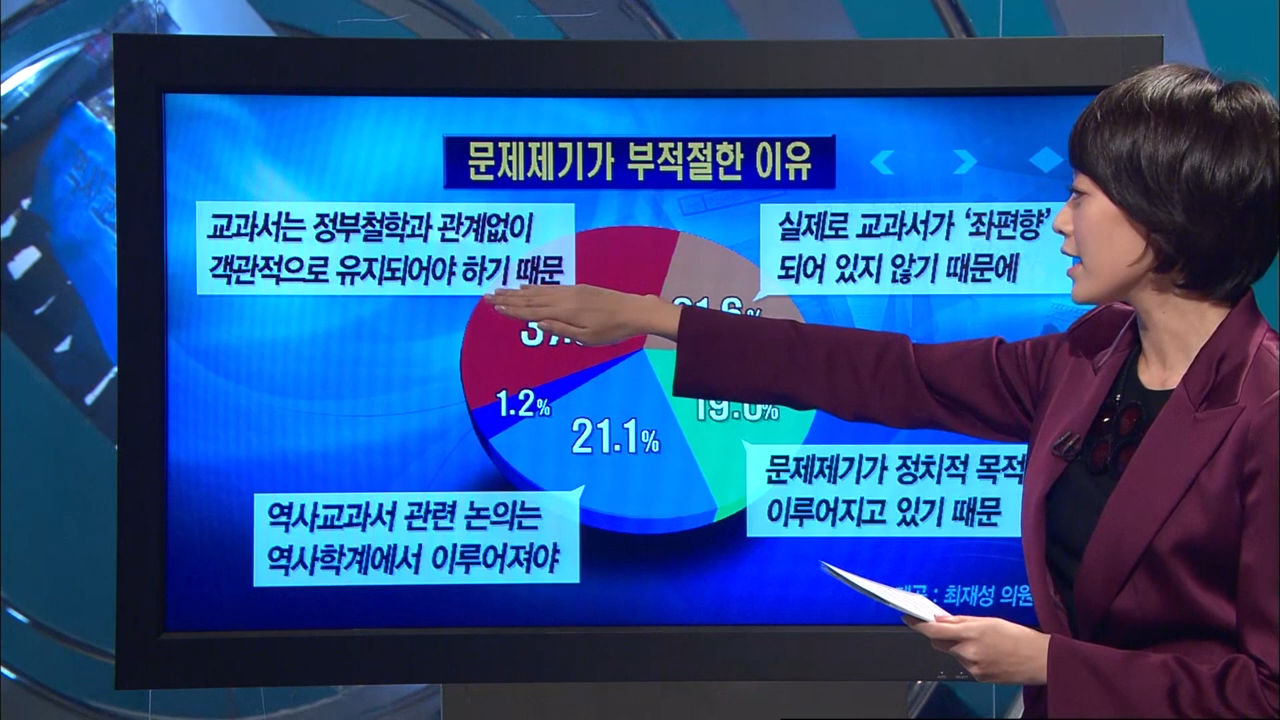 문제제기가 부적절한 이유
교과서는 정부철학과 관계없이
객관적으로 유지되어야 하기 때문
실제로 교과서가 ‘좌편향’
되어 있지 않기 때문에
1.2%
21.1%
문제제기가 정치적 목적
이루어지고 있기 때문
역사교과서 관련 논의는
역사학계에서 이루어져야
: 최재성 의원